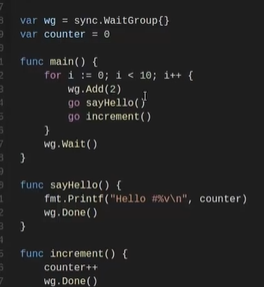 var wg = sync.WaitGroup{}
var counter = 0
func main() {
for i := 0; i < 10; i++ {
wg.Add(2)
go sayHello()
go increment()
}
wg.Wait()
}
func sayHello() {
fmt.Printf("Hello #%v\n", counter)
wg.Done()
}
func increment() {
counter++
wg.Done()